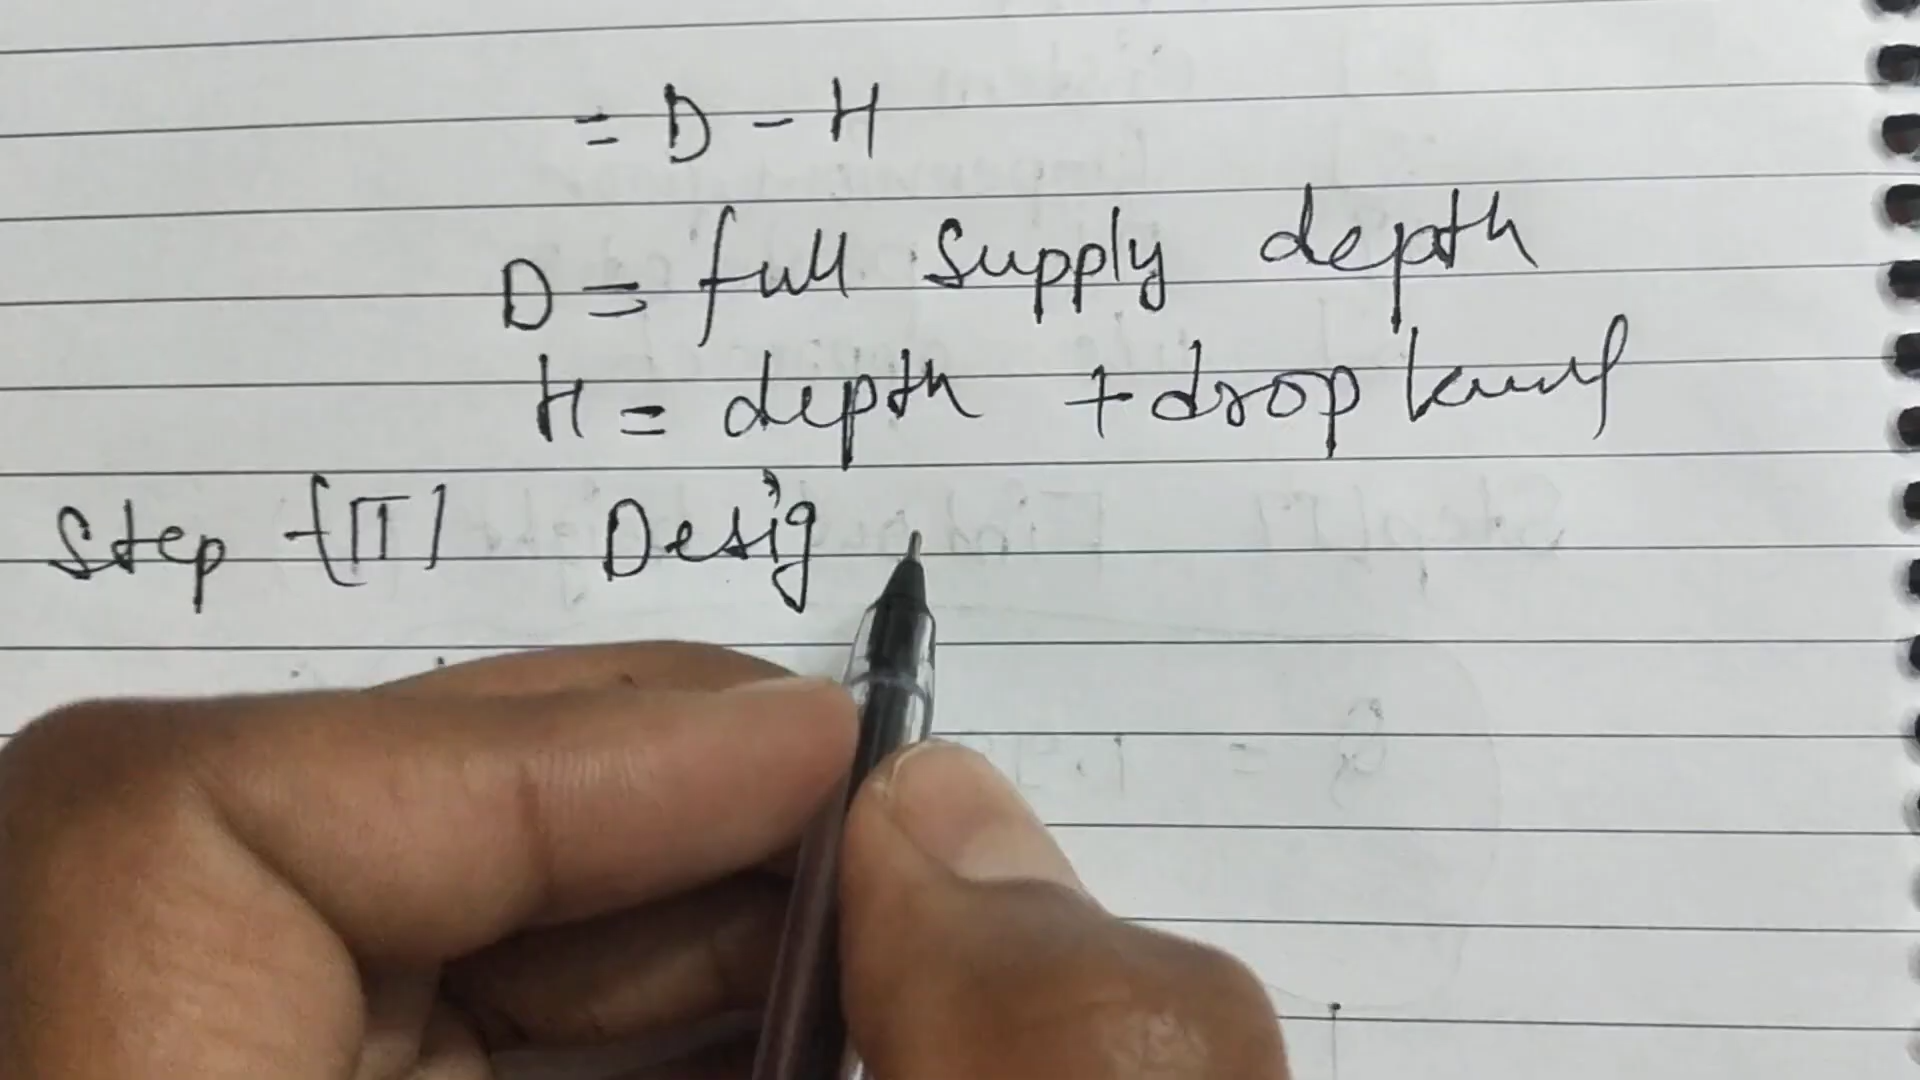 = D - H
D = full supply depth
H = depth + drop
Step [II] Desig